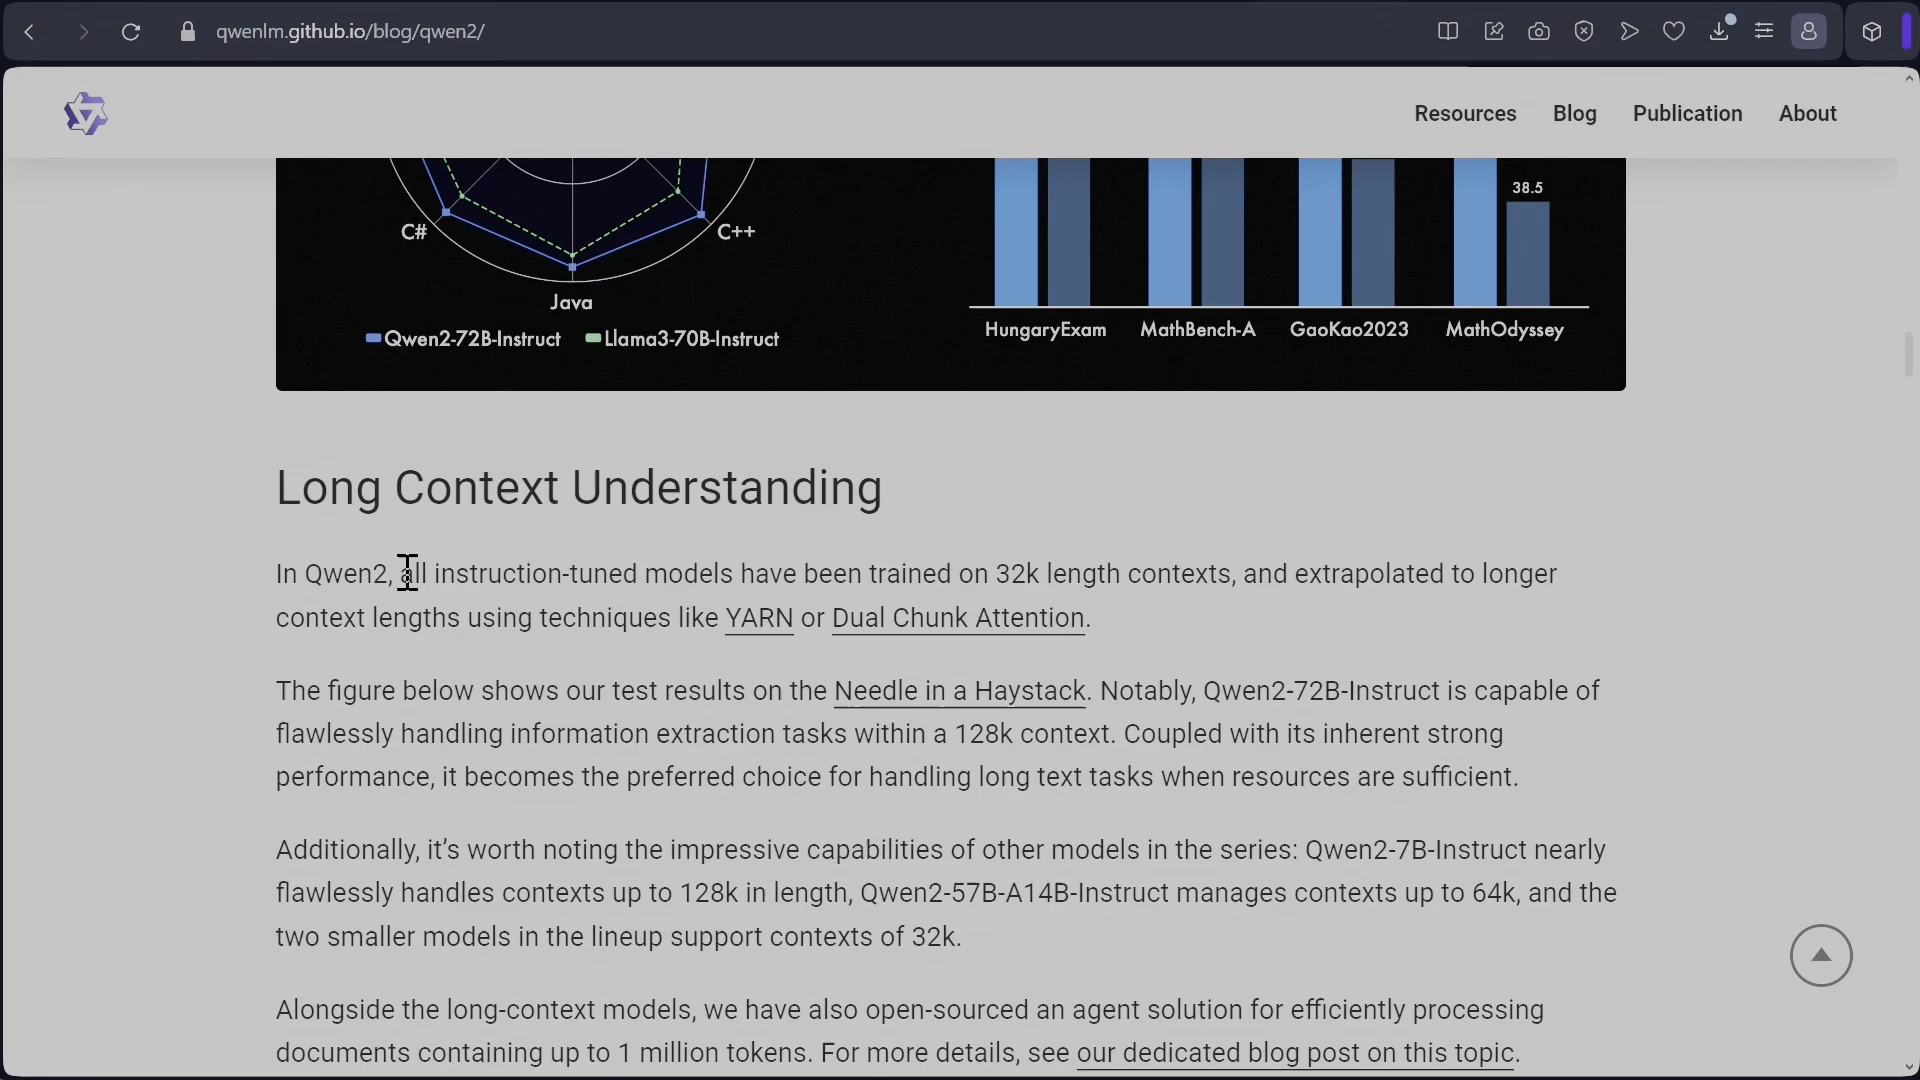 qwenlm.github.io/blog/qwen2/
Resources Blog Publication About
38.5
C# C++
Java
Qwen2-72B-Instruct Llama3-70B-Instruct
HungaryExam MathBench-A GaoKao2023 MathOdyssey
Long Context Understanding
In Qwen2, all instruction-tuned models have been trained on 32k length contexts, and extrapolated to longer
context lengths using techniques like YARN or Dual Chunk Attention.
The figure below shows our test results on the Needle in a Haystack. Notably, Qwen2-72B-Instruct is capable of
flawlessly handling information extraction tasks within a 128k context. Coupled with its inherent strong
performance, it becomes the preferred choice for handling long text tasks when resources are sufficient.
Additionally, it’s worth noting the impressive capabilities of other models in the series: Qwen2-7B-Instruct nearly
flawlessly handles contexts up to 128k in length, Qwen2-57B-A14B-Instruct manages contexts up to 64k, and the
two smaller models in the lineup support contexts of 32k.
Alongside the long-context models, we have also open-sourced an agent solution for efficiently processing
documents containing up to 1 million tokens. For more details, see our dedicated blog post on this topic.